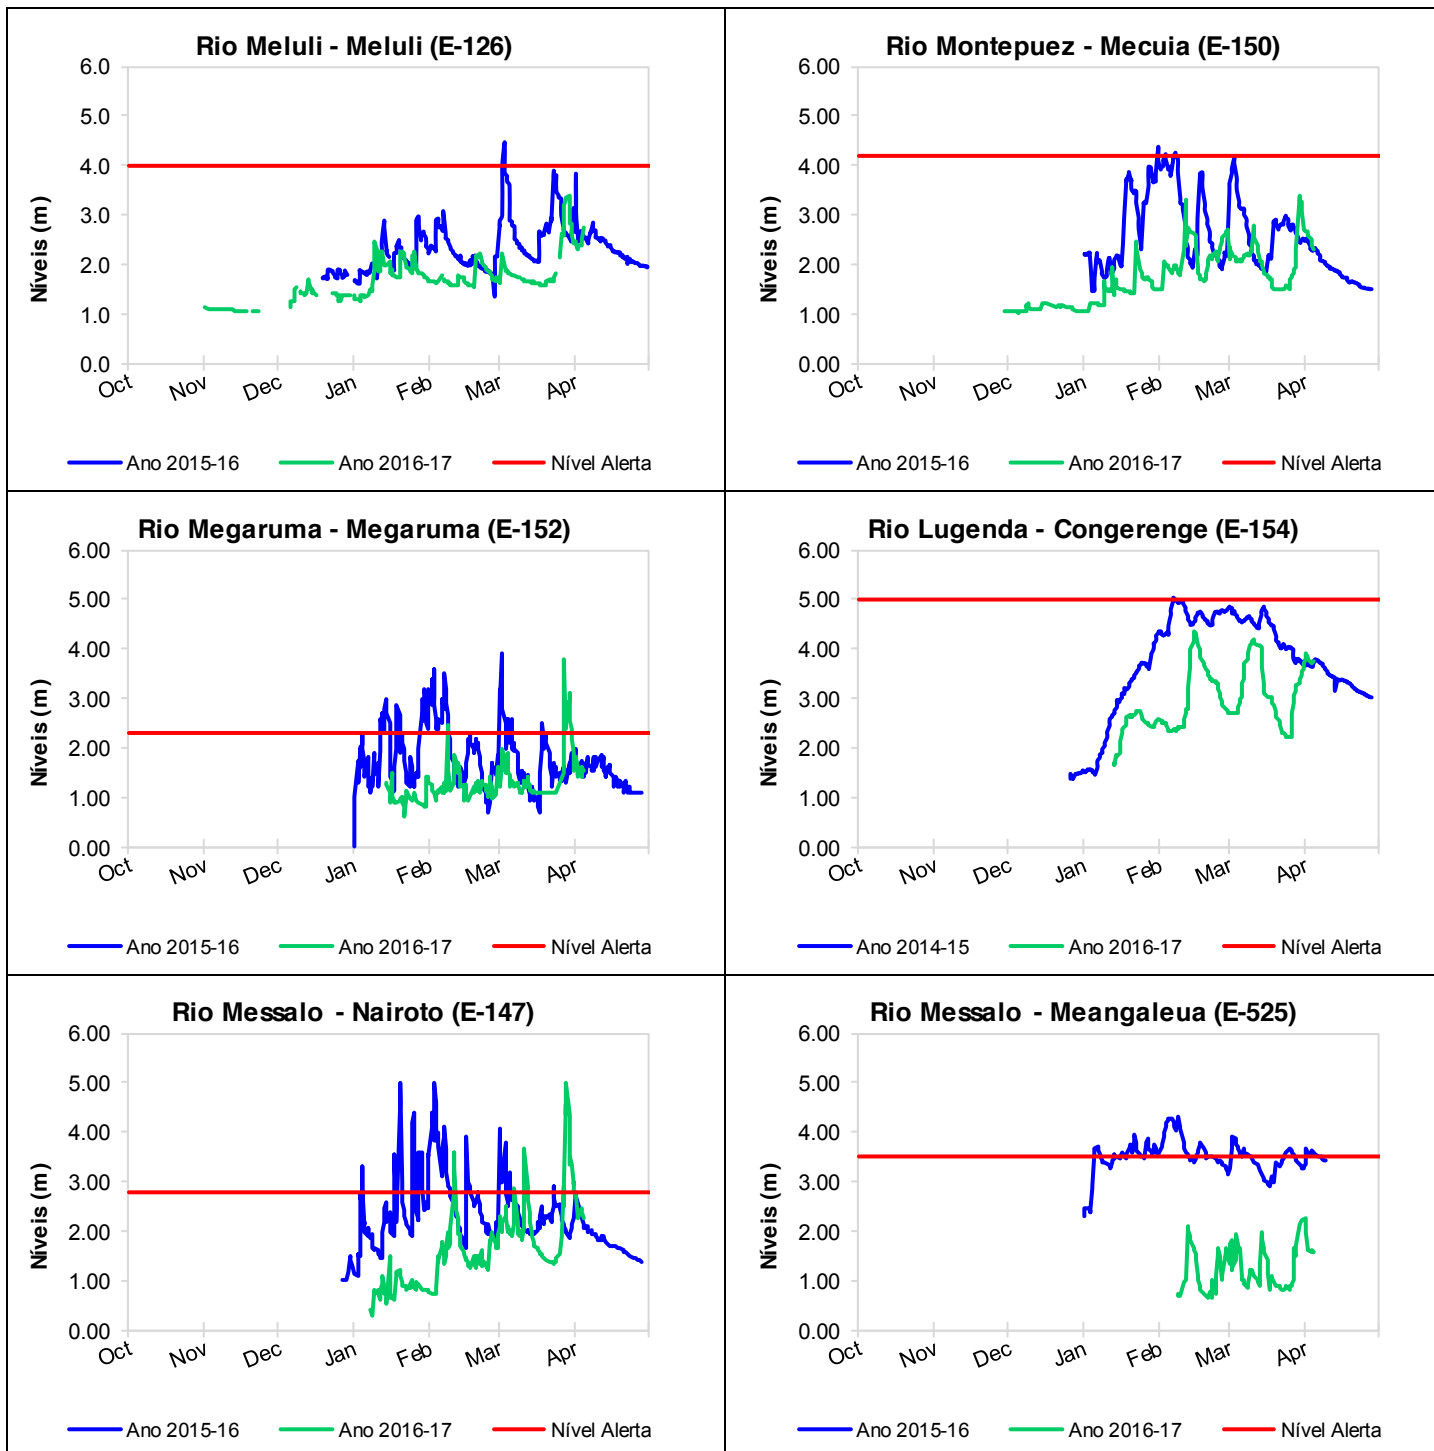 Rio Meluli - Meluli (E-126)
Níveis (m)
6.0
5.0
4.0
3.0
2.0
1.0
0.0
Oct Nov Dec Jan Feb Mar Apr
Ano 2015-16 Ano 2016-17 Nível Alerta
Rio Montepuez - Mecuia (E-150)
6.00
5.00
4.00
3.00
2.00
1.00
0.00
Oct Nov Dec Jan Feb Mar Apr
Ano 2015-16 Ano 2016-17 Nível Alerta
Rio Megaruma - Megaruma (E-152)
Níveis (m)
6.00
5.00
4.00
3.00
2.00
1.00
0.00
Oct Nov Dec Jan Feb Mar Apr
Ano 2015-16 Ano 2016-17 Nível Alerta
Rio Lugenda - Congerenge (E-154)
Níveis (m)
6.00
5.00
4.00
3.00
2.00
1.00
0.00
Oct Nov Dec Jan Feb Mar Apr
Ano 2014-15 Ano 2016-17 Nível Alerta
Rio Messalo - Nairoto (E-147)
Níveis (m)
6.00
5.00
4.00
3.00
2.00
1.00
0.00
Oct Nov Dec Jan Feb Mar Apr
Ano 2015-16 Ano 2016-17 Nível Alerta
Rio Messalo - Meangaleua (E-525)
Níveis (m)
6.00
5.00
4.00
3.00
2.00
1.00
0.00
Oct Nov Dec Jan Feb Mar Apr
Ano 2015-16 Ano 2016-17 Nível Alerta